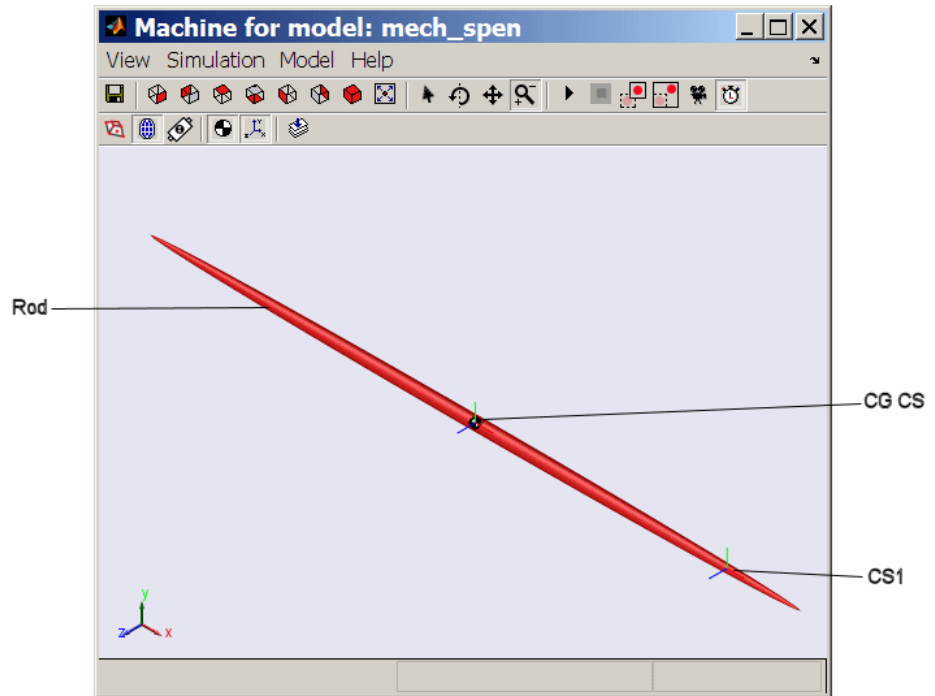 Machine for model: mech_spen
View Simulation Model Help
Rod
CG CS
CS1
y
z x